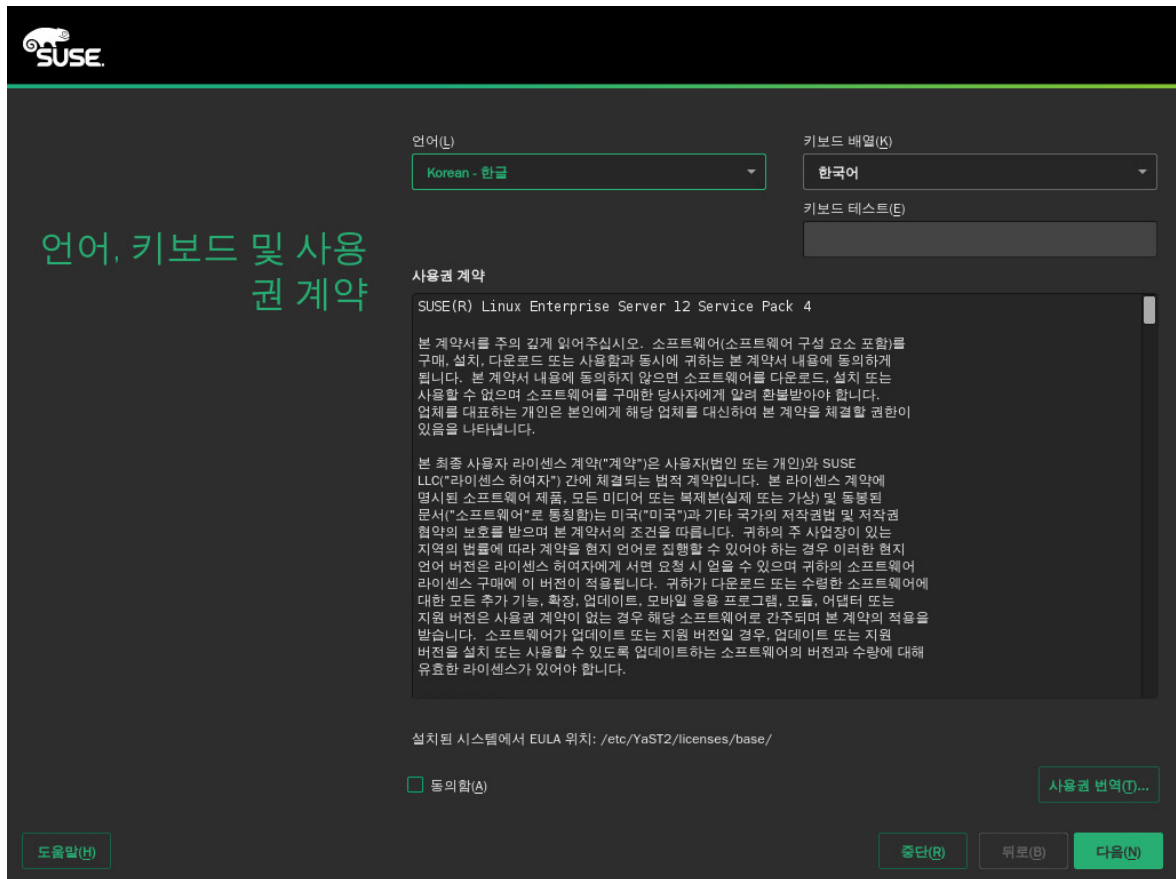 SUSE.
언어(L)
키보드 배열(K)
Korean - 한글
한국어
키보드 테스트(E)
언어, 키보드 및 사용
권 계약
사용권 계약
SUSE(R) Linux Enterprise Server 12 Service Pack 4
본 계약서를 주의 깊게 읽어주십시오. 소프트웨어(소프트웨어 구성 요소 포함)를
구매, 설치, 다운로드 또는 사용함과 동시에 귀하는 본 계약서 내용에 동의하게
됩니다. 본 계약서 내용에 동의하지 않으면 소프트웨어를 다운로드, 설치 또는
사용할 수 없으며 소프트웨어를 구매한 당사자에게 알려 환불받아야 합니다.
업체를 대표하는 개인은 본인에게 해당 업체를 대신하여 본 계약을 체결할 권한이
있음을 나타냅니다.
본 최종 사용자 라이센스 계약("계약")은 사용자(법인 또는 개인)와 SUSE
LLC("라이센스 허여자") 간에 체결되는 법적 계약입니다. 본 라이센스 계약에
명시된 소프트웨어 제품, 모든 미디어 또는 복제본(실제 또는 가상) 및 동봉된
문서("소프트웨어"로 통칭함)는 미국("미국")과 기타 국가의 저작권법 및 저작권
협약의 보호를 받으며 본 계약서의 조건을 따릅니다. 귀하의 주 사업장이 있는
지역의 법률에 따라 계약을 현지 언어로 집행할 수 있어야 하는 경우 이러한 현지
언어 버전은 라이센스 허여자에게 서면 요청 시 얻을 수 있으며 귀하의 소프트웨어
라이센스 구매에 이 버전이 적용됩니다. 귀하가 다운로드 또는 수령한 소프트웨어에
대한 모든 추가 기능, 확장, 업데이트, 모바일 응용 프로그램, 모듈, 어댑터 또는
지원 버전은 사용권 계약이 없는 경우 해당 소프트웨어로 간주되며 본 계약의 적용을
받습니다. 소프트웨어가 업데이트 또는 지원 버전일 경우, 업데이트 또는 지원
버전을 설치 또는 사용할 수 있도록 업데이트하는 소프트웨어의 버전과 수량에 대해
유효한 라이센스가 있어야 합니다.
설치된 시스템에서 EULA 위치: /etc/YaST2/licenses/base/
동의함(A)
사용권 번역(T)...
도움말(H)
중단(R)
뒤로(B)
다음(N)